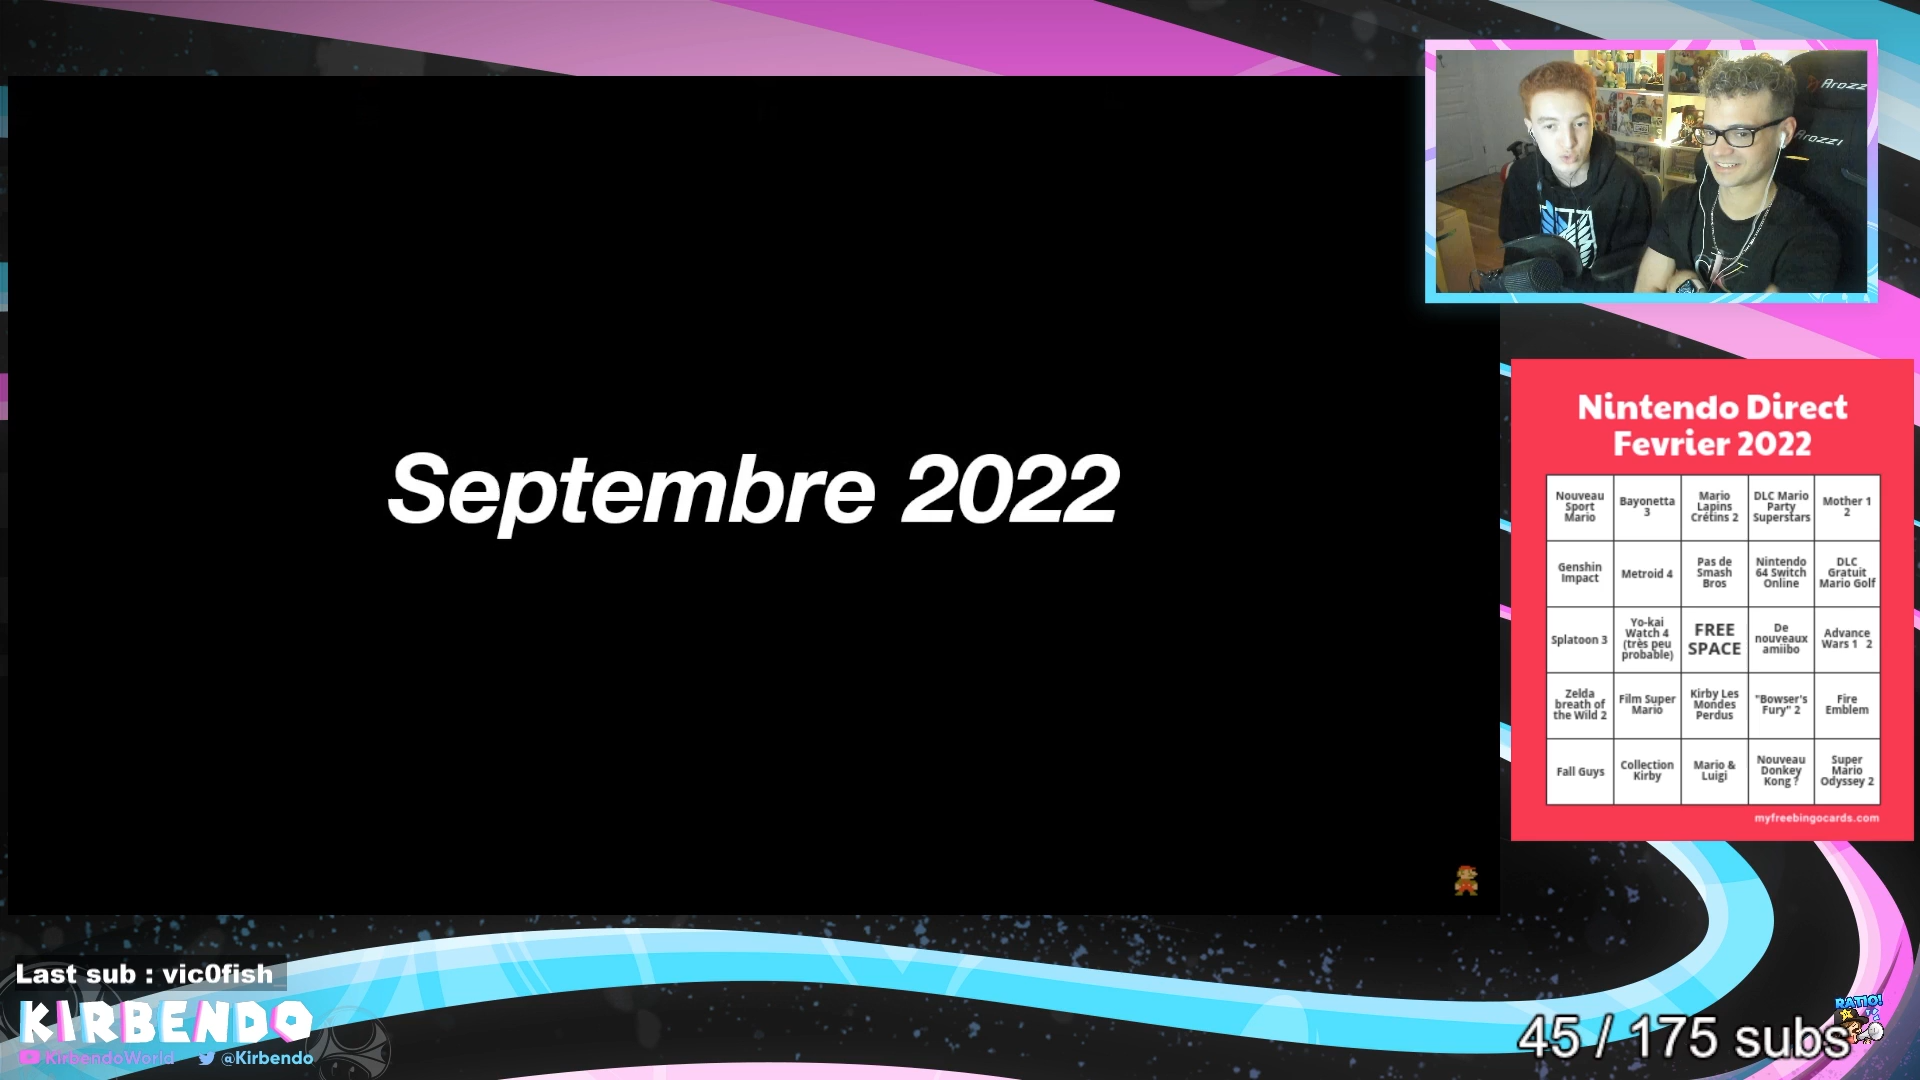 Arozzi
Arozzi
Septembre 2022
Nintendo Direct
Fevrier 2022
Nouveau
Sport
Mario
Bayonetta
3
Mario
Lapins
Crétins 2
DLC Mario
Party
Superstars
Mother 1
2
Genshin
Impact
Metroid 4
Pas de
Smash
Bros
Nintendo
64 Switch
Online
DLC
Gratuit
Mario Golf
Splatoon 3
Yo-kai
Watch 4
(très peu
probable)
FREE
SPACE
De
nouveaux
amiibo
Advance
Wars 1 2
Zelda
breath of
the Wild 2
Film Super
Mario
Kirby Les
Mondes
Perdus
"Bowser's
Fury" 2
Fire
Emblem
Fall Guys
Collection
Kirby
Mario &
Luigi
Nouveau
Donkey
Kong ?
Super
Mario
Odyssey 2
myfreebingocards.com
Last sub : vic0fish
KIRBENDO
KirbendoWorld @Kirbendo
RATIO!
45 / 175 subs